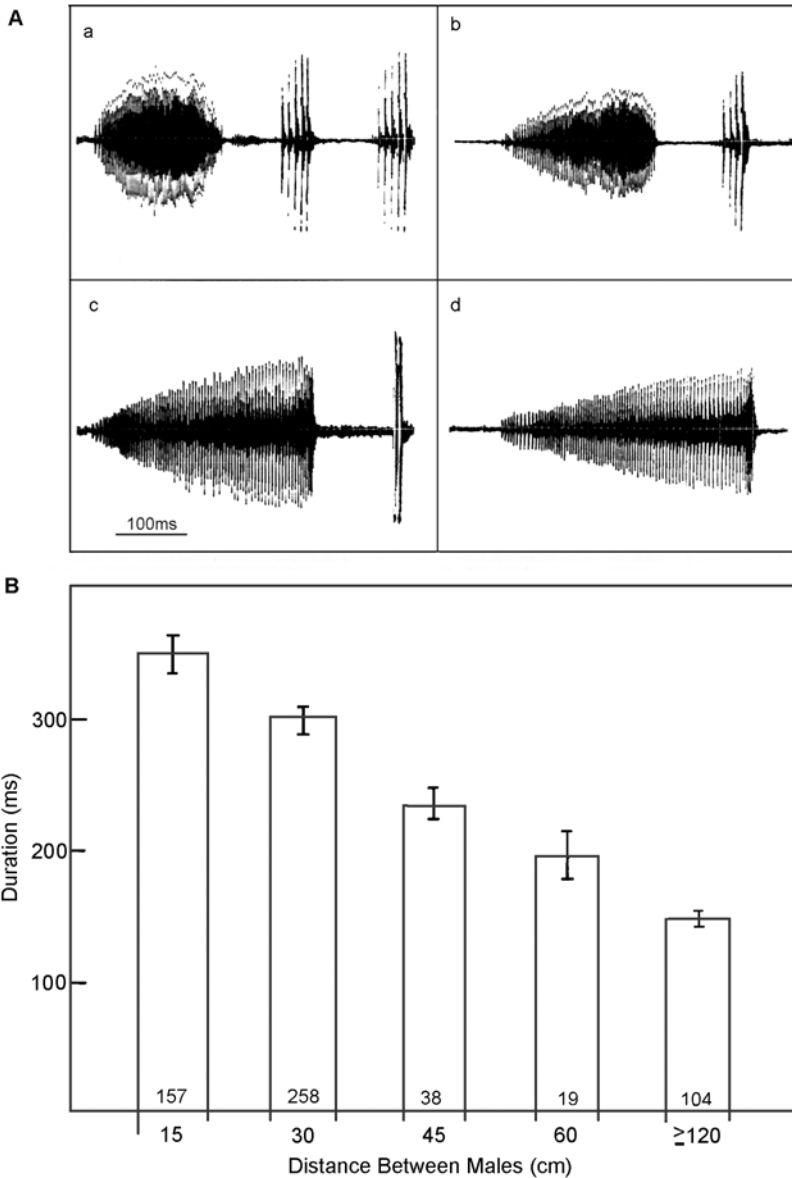 A
a
b
c
d
100ms
B
300
200
100
Duration (ms)
157 258 38 19 104
15 30 45 60 ≥120
Distance Between Males (cm)